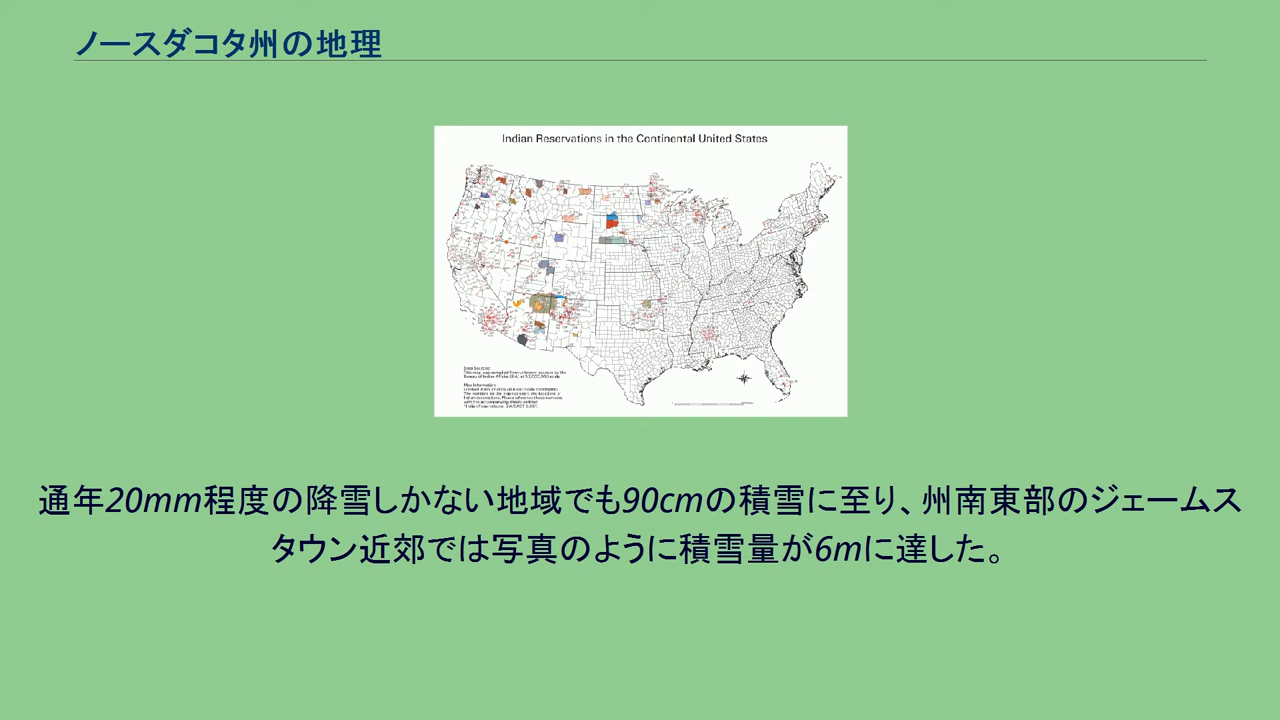 ノースダコタ州の地理
Indian Reservations in the Continental United States
通年20mm程度の降雪しかない地域でも90cmの積雪に至り、州南東部のジェームス
タウン近郊では写真のように積雪量が6mに達した。